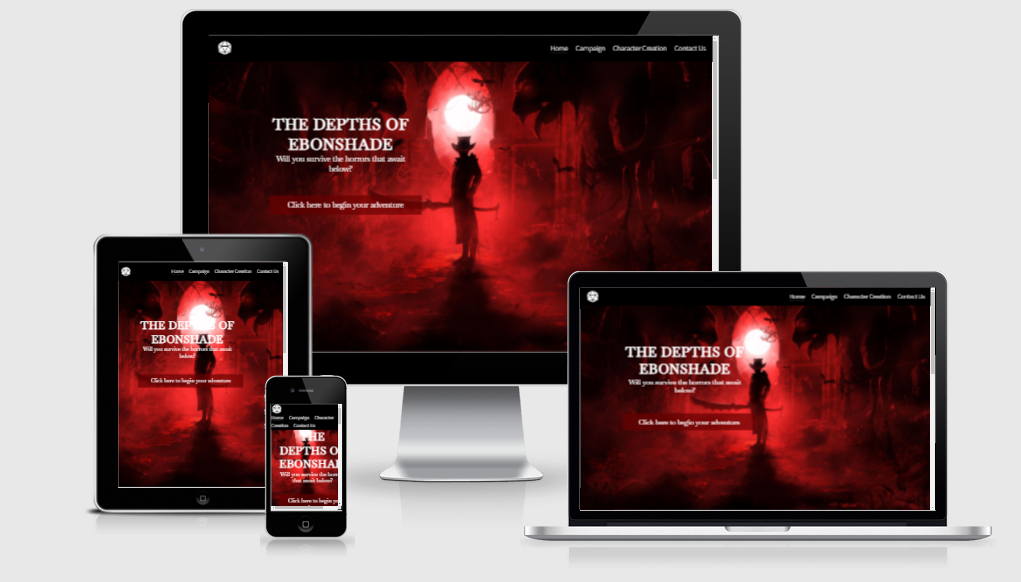 Home Campaign Character Creation Contact Us
THE DEPTHS OF
EBONSHADE
Will you survive the horrors that await
below?
Click here to begin your adventure
Home Campaign Character Creation Contact Us
THE DEPTHS OF
EBONSHADE
Will you survive the horrors that await
below?
Click here to begin your adventure
Home Campaign Character
Creation Contact Us
THE
DEPTHS O
EBONSHA
Will you survive the hor
that await below?
Click here to begin yo
Home Campaign Character Creation Contact Us
THE DEPTHS OF
EBONSHADE
Will you survive the horrors that await
below?
Click here to begin your adventure